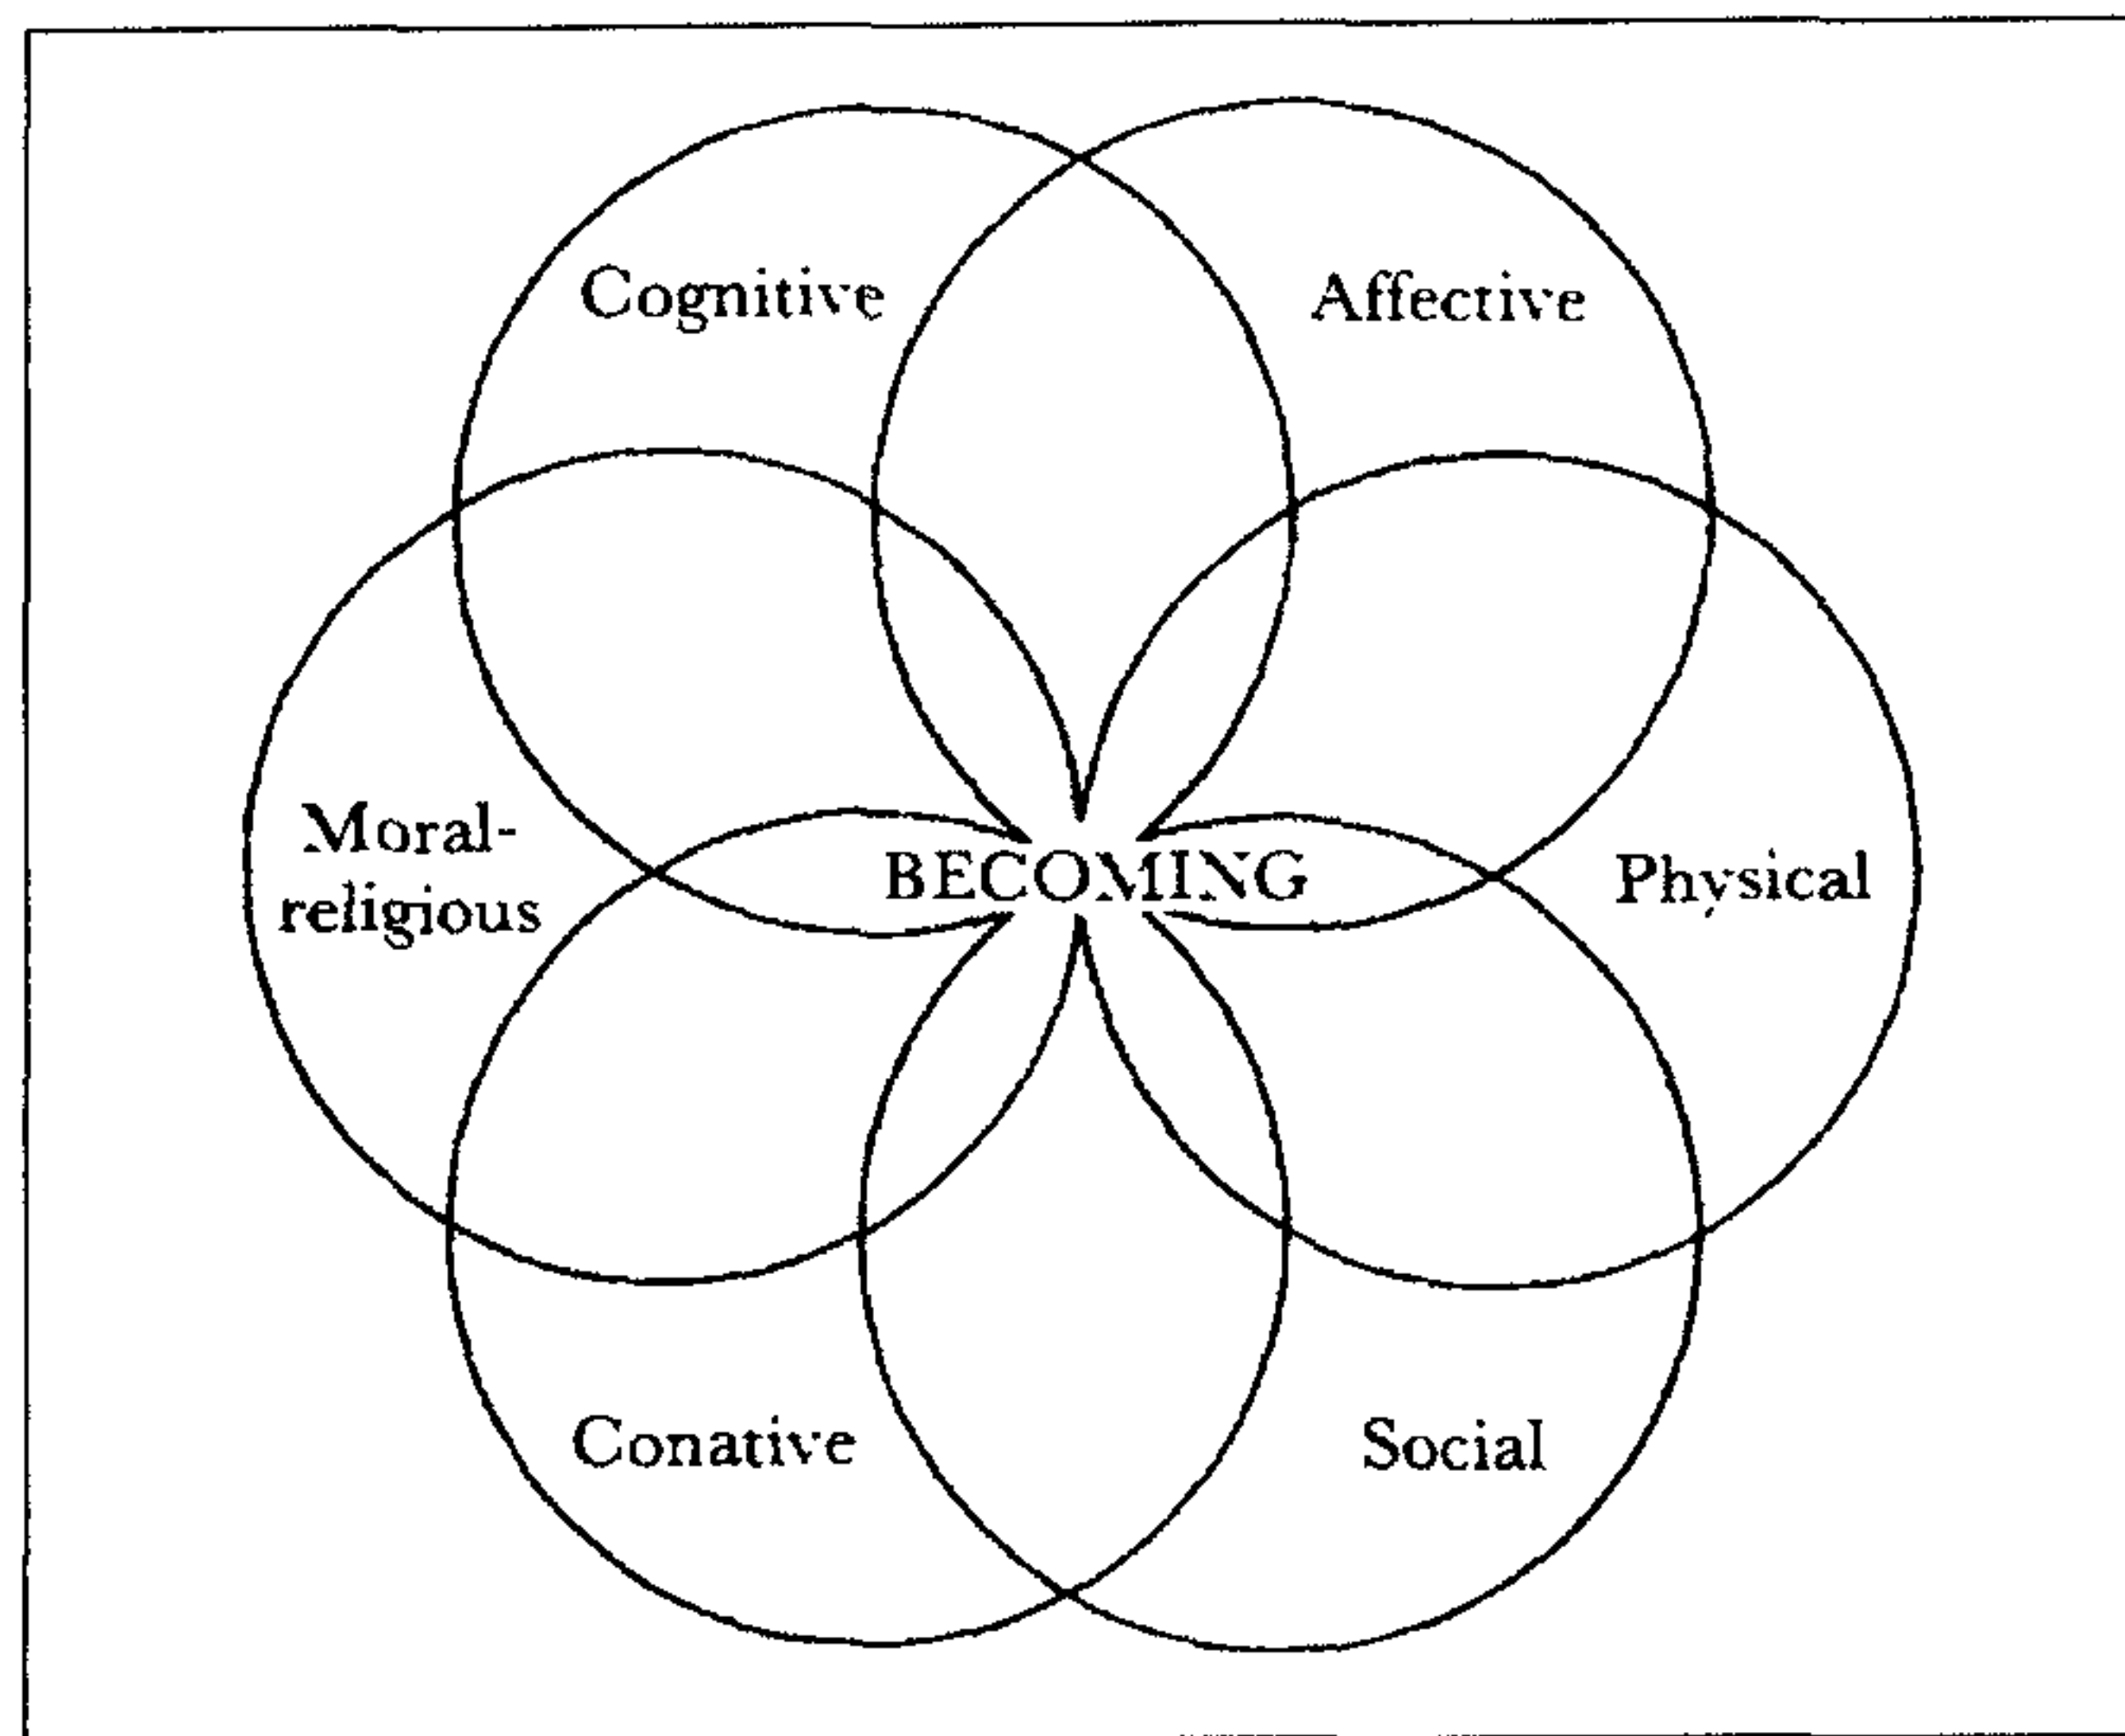 Cognitive
Affective
Moral-
religious
BECOMING
Physical
Conative
Social